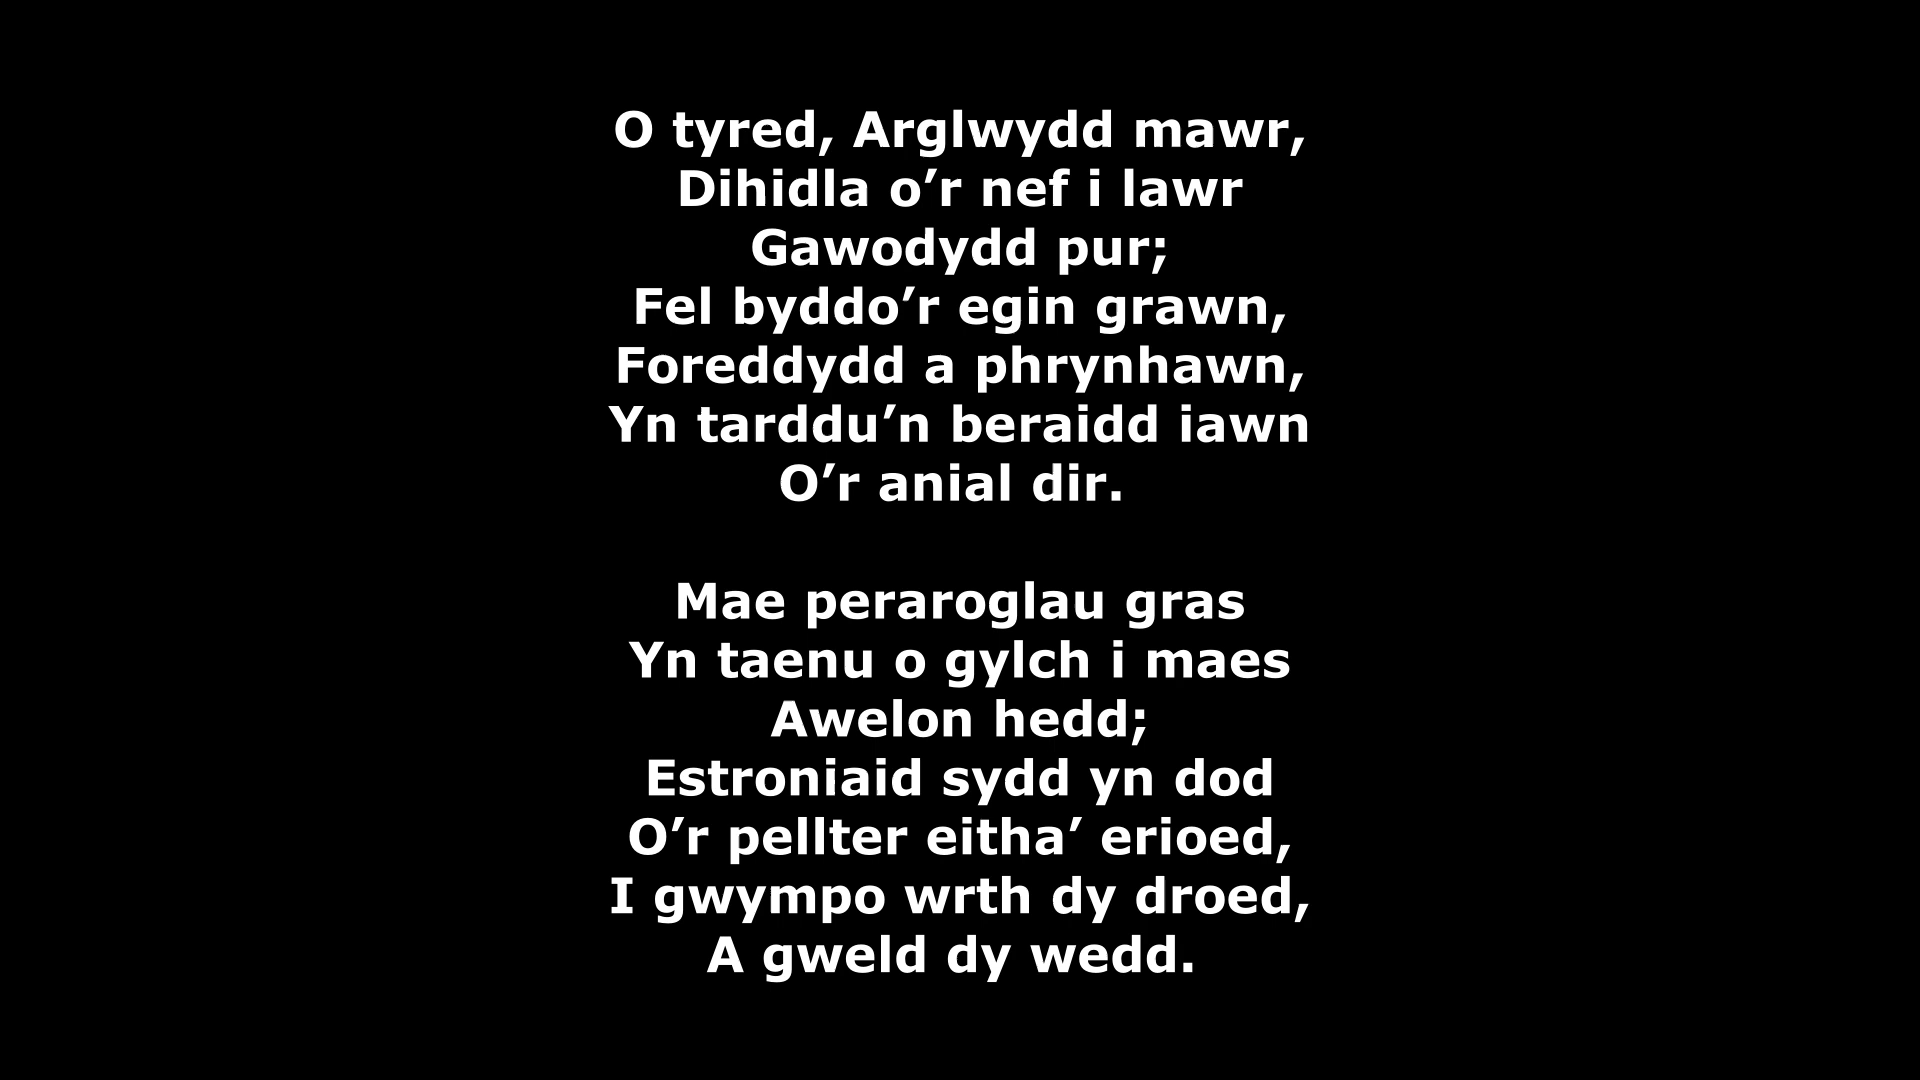 O tyred, Arglwydd mawr,
Dihidla o’r nef i lawr
Gawodydd pur;
Fel byddo’r egin grawn,
Foreddydd a phrynhawn,
Yn tarddu’n beraidd iawn
O’r anial dir.

Mae peraroglau gras
Yn taenu o gylch i maes
Awelon hedd;
Estroniaid sydd yn dod
O’r pellter eitha’ erioed,
I gwympo wrth dy droed,
A gweld dy wedd.